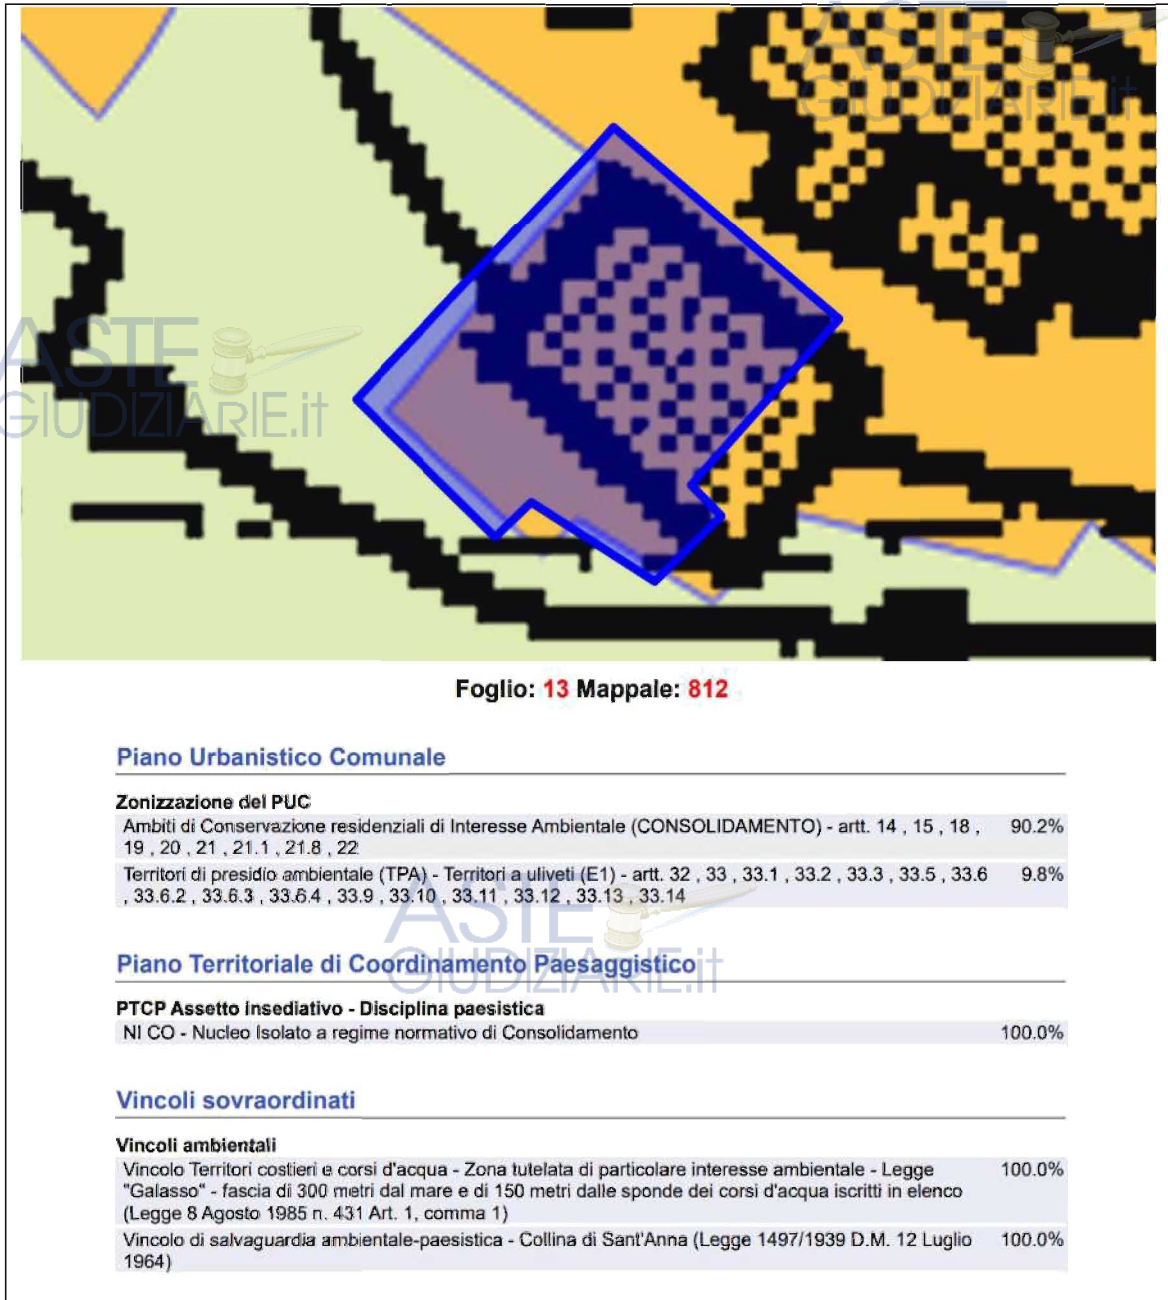 ASTE
GIUDIZIARIE.it
ASTE
GIUDIZIARIE.it
Foglio: 13 Mappale: 812
Piano Urbanistico Comunale
Zonizzazione del PUC
Ambiti di Conservazione residenziali di Interesse Ambientale (CONSOLIDAMENTO) - artt. 14 , 15 , 18 , 90.2%
19 , 20 , 21 , 21.1 , 21.8 , 22
Territori di presidio ambientale (TPA) - Territori a uliveti (E1) - artt. 32 , 33 , 33.1 , 33.2 , 33.3 , 33.5 , 33.6 9.8%
, 33.6.2 , 33.6.3 , 33.6.4 , 33.9 , 33.10 , 33.11 , 33.12 , 33.13 , 33.14
ASTE
GIUDIZIARIE.it
Piano Territoriale di Coordinamento Paesaggistico
PTCP Assetto insediativo - Disciplina paesistica
NI CO - Nucleo Isolato a regime normativo di Consolidamento 100.0%
Vincoli sovraordinati
Vincoli ambientali
Vincolo Territori costieri e corsi d'acqua - Zona tutelata di particolare interesse ambientale - Legge 100.0%
"Galasso" - fascia di 300 metri dal mare e di 150 metri dalle sponde dei corsi d'acqua iscritti in elenco
(Legge 8 Agosto 1985 n. 431 Art. 1, comma 1)
Vincolo di salvaguardia ambientale-paesistica - Collina di Sant'Anna (Legge 1497/1939 D.M. 12 Luglio 100.0%
1964)